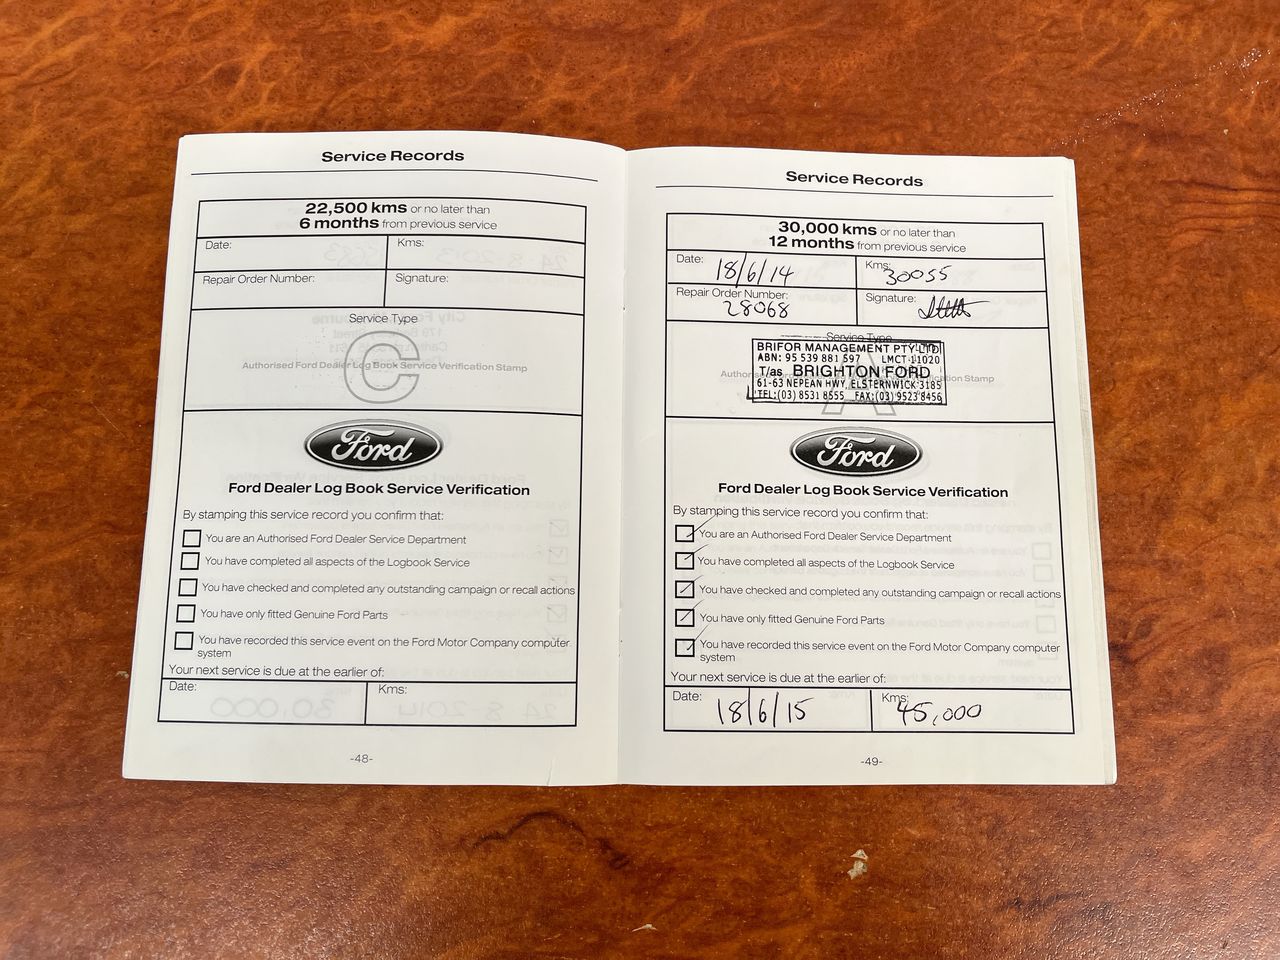 Service Records
22,500 kms or no later than
6 months from previous service
Date:
Kms:
Repair Order Number:
Signature:
Service Type
C
Authorised Ford Dealer Log Book Service Verification Stamp
Ford
Ford Dealer Log Book Service Verification
By stamping this service record you confirm that:
You are an Authorised Ford Dealer Service Department
You have completed all aspects of the Logbook Service
You have checked and completed any outstanding campaign or recall actions
You have only fitted Genuine Ford Parts
You have recorded this service event on the Ford Motor Company computer
system
Your next service is due at the earlier of:
Date:
Kms:
-48-
Service Records
30,000 kms or no later than
12 months from previous service
Date: 18/6/14
Kms: 30055
Repair Order Number: 28068
Signature:
Service Type
A
BRIFOR MANAGEMENT PTY LTD
ABN: 95 539 881 597 LMCT 11020
T/as BRIGHTON FORD
61-63 NEPEAN HWY, ELSTERNWICK 3185
TEL:(03) 8531 8555 FAX:(03) 9523 8456
Ford
Ford Dealer Log Book Service Verification
By stamping this service record you confirm that:
You are an Authorised Ford Dealer Service Department
You have completed all aspects of the Logbook Service
You have checked and completed any outstanding campaign or recall actions
You have only fitted Genuine Ford Parts
You have recorded this service event on the Ford Motor Company computer
system
Your next service is due at the earlier of:
Date: 18/6/15
Kms: 45,000
-49-